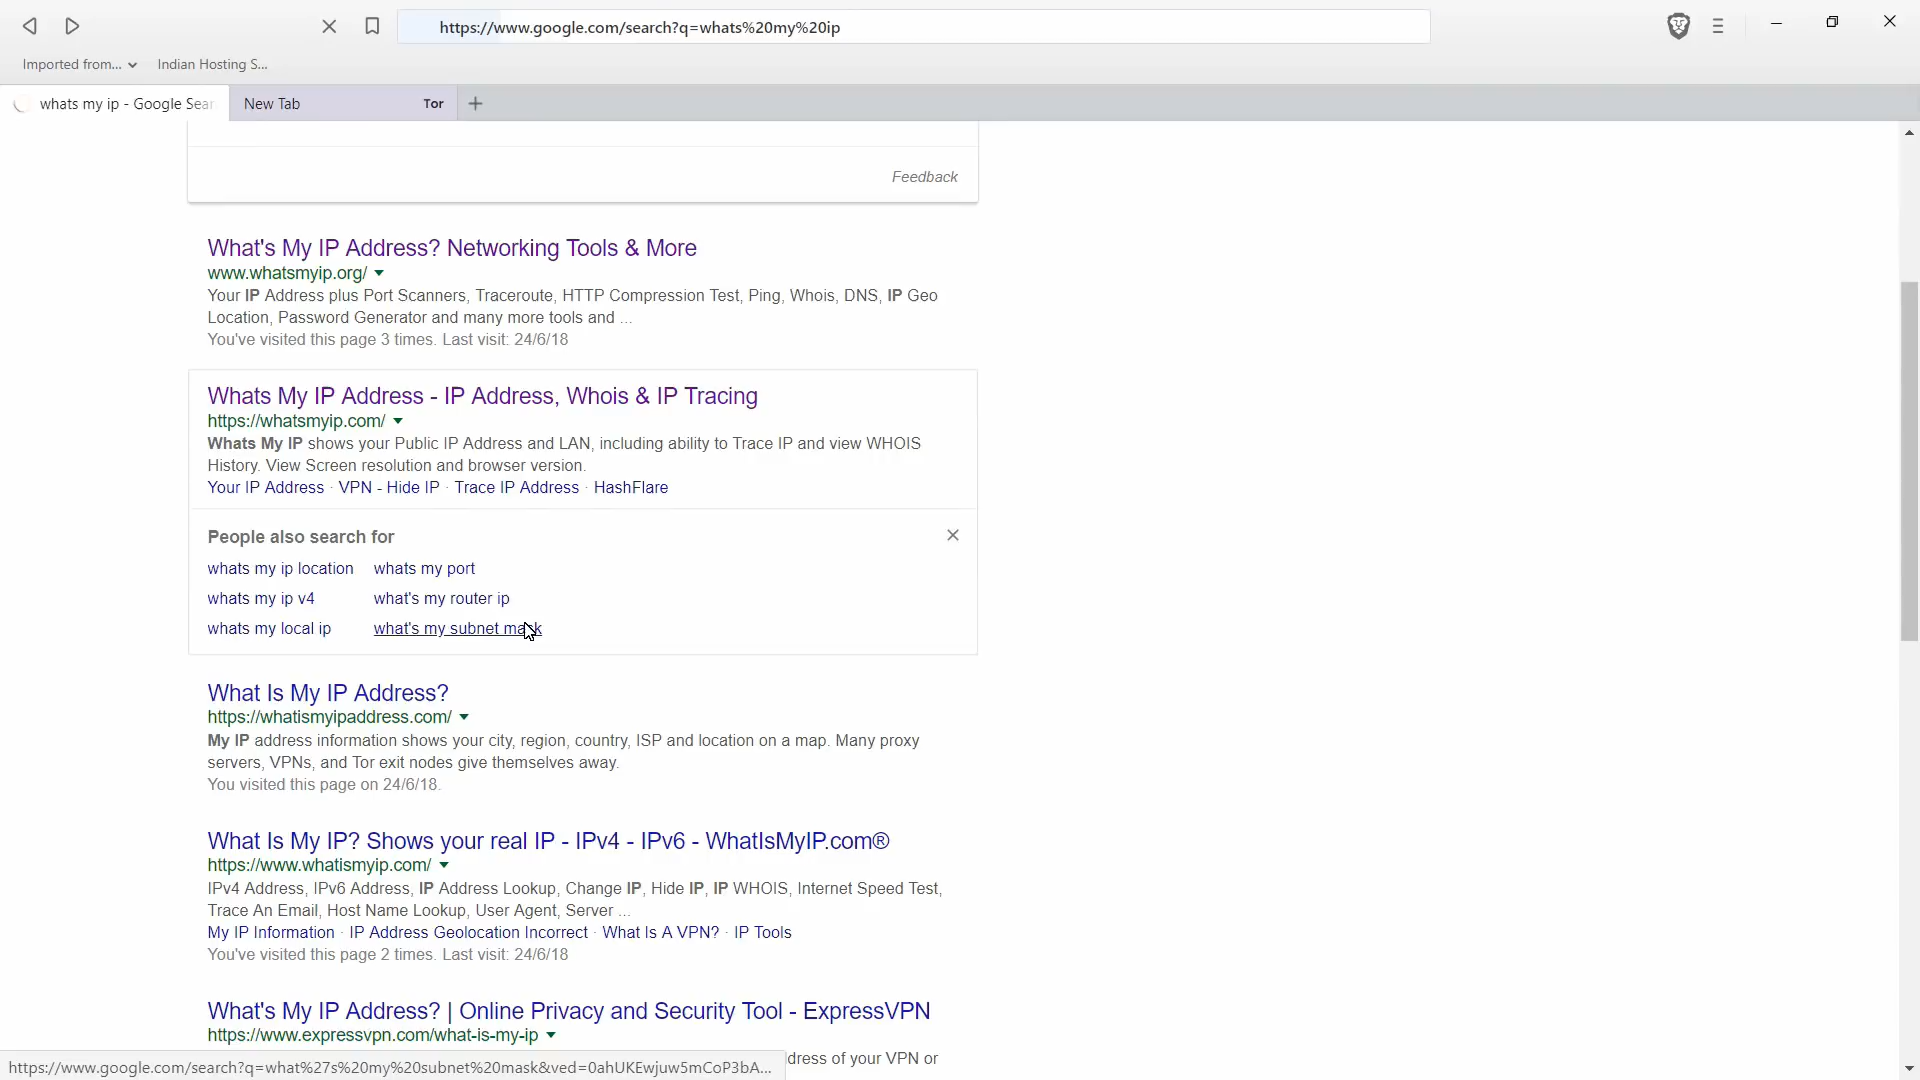 https://www.google.com/search?q=whats%20my%20ip
Imported from...
Indian Hosting S...
whats my ip - Google Sear
New Tab
Tor
Feedback
What's My IP Address? Networking Tools & More
www.whatsmyip.org/
Your IP Address plus Port Scanners, Traceroute, HTTP Compression Test, Ping, Whois, DNS, IP Geo
Location, Password Generator and many more tools and ...
You've visited this page 3 times. Last visit: 24/6/18
Whats My IP Address - IP Address, Whois & IP Tracing
https://whatsmyip.com/
Whats My IP shows your Public IP Address and LAN, including ability to Trace IP and view WHOIS
History. View Screen resolution and browser version.
Your IP Address · VPN - Hide IP · Trace IP Address · HashFlare
People also search for
whats my ip location whats my port
whats my ip v4 what's my router ip
whats my local ip what's my subnet mask
What Is My IP Address?
https://whatismyipaddress.com/
My IP address information shows your city, region, country, ISP and location on a map. Many proxy
servers, VPNs, and Tor exit nodes give themselves away.
You visited this page on 24/6/18.
What Is My IP? Shows your real IP - IPv4 - IPv6 - WhatIsMyIP.com®
https://www.whatismyip.com/
IPv4 Address, IPv6 Address, IP Address Lookup, Change IP, Hide IP, IP WHOIS, Internet Speed Test,
Trace An Email, Host Name Lookup, User Agent, Server ...
My IP Information · IP Address Geolocation Incorrect · What Is A VPN? · IP Tools
You've visited this page 2 times. Last visit: 24/6/18
What's My IP Address? | Online Privacy and Security Tool - ExpressVPN
https://www.expressvpn.com/what-is-my-ip
dress of your VPN or
https://www.google.com/search?q=what%27s%20my%20subnet%20mask&ved=0ahUKEwjuw5mCoP3bA...